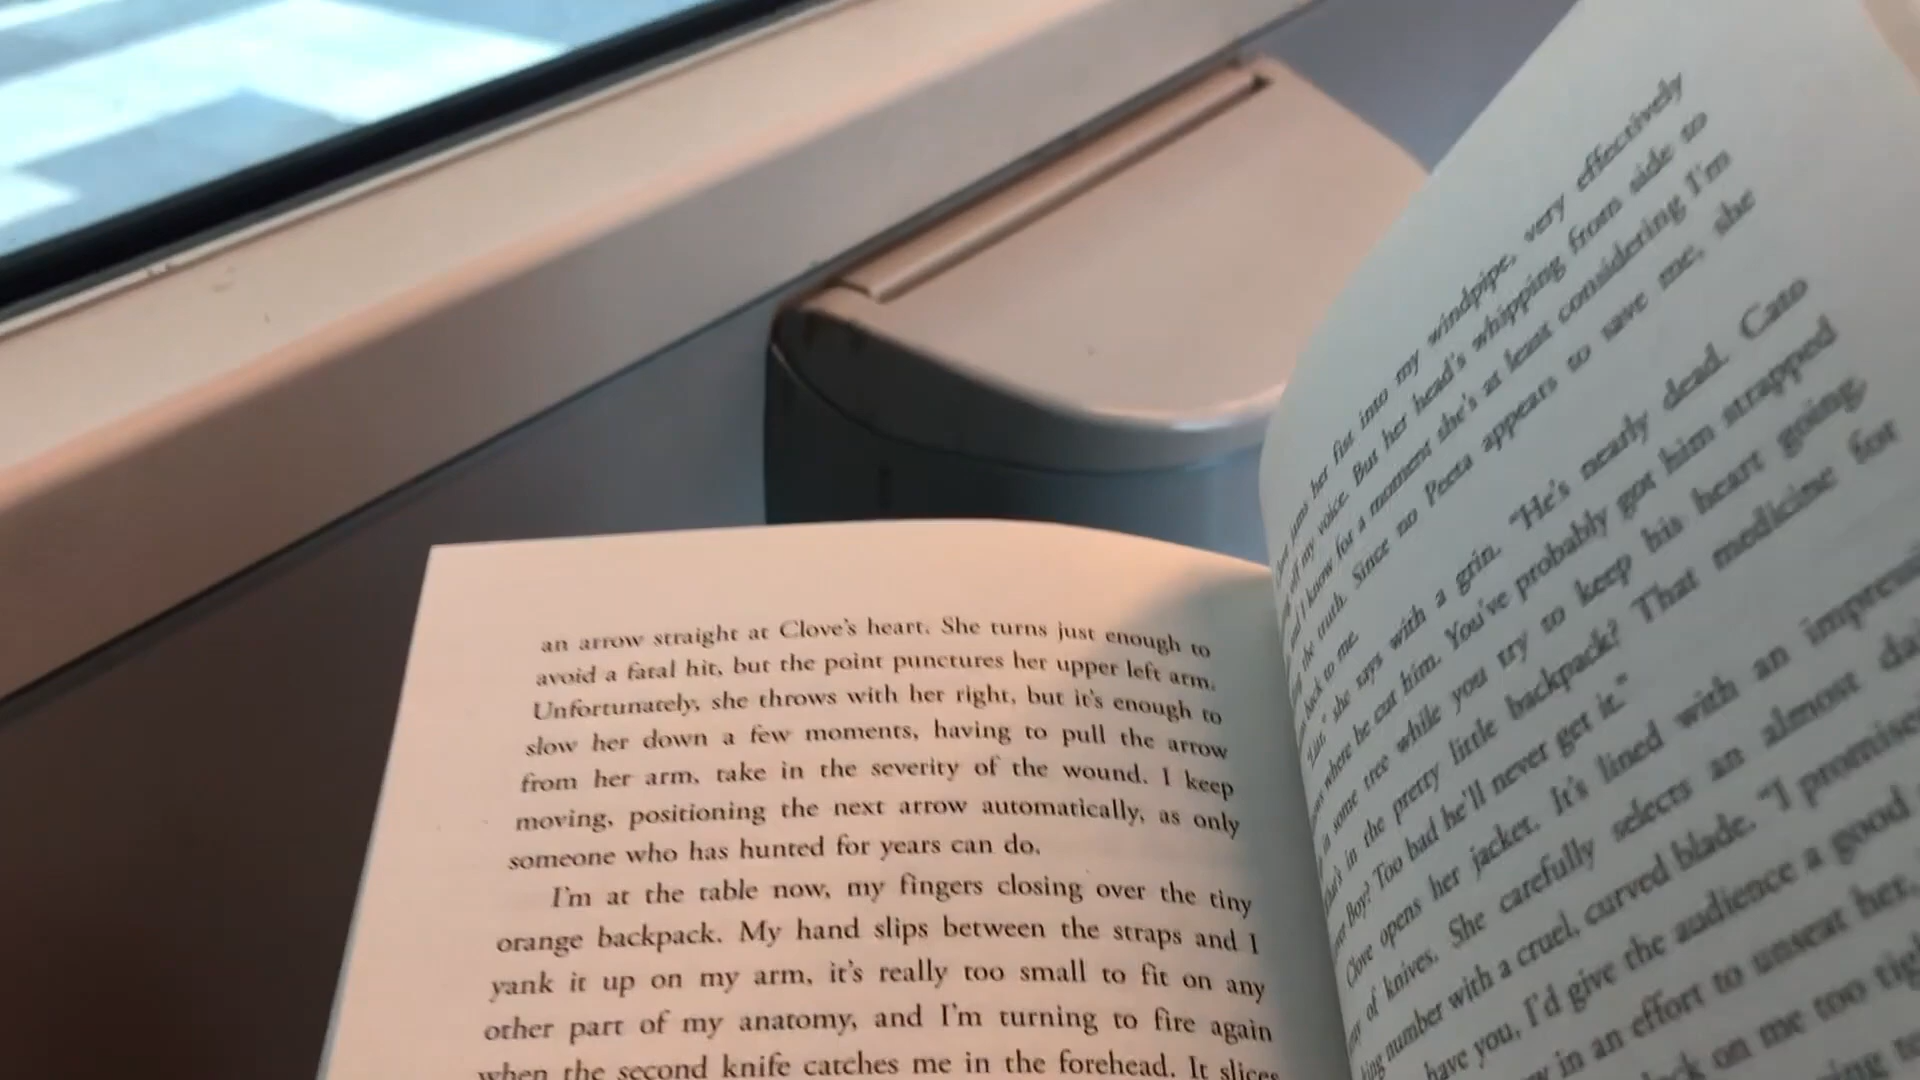 an arrow straight at Clove's heart. She turns just enough to
avoid a fatal hit, but the point punctures her upper left arm.
Unfortunately, she throws with her right, but it's enough to
slow her down a few moments, having to pull the arrow
from her arm, take in the severity of the wound. I keep
moving, positioning the next arrow automatically, as only
someone who has hunted for years can do.
I'm at the table now, my fingers closing over the tiny
orange backpack. My hand slips between the straps and I
yank it up on my arm, it's really too small to fit on any
other part of my anatomy, and I'm turning to fire again
when the second knife catches me in the forehead. It slices
her fist into my windpipe, very effectively
off my voice. But her head's whipping from side to
and I know for a moment she's at least considering I'm
the truth. Since no Peeta appears to save me, she
back to me.
she says with a grin. "He's nearly dead. Cato
where he cut him. You've probably got him strapped
in some tree while you try to keep his heart going.
in the pretty little backpack? That medicine for
Boy? Too bad he'll never get it."
Clove opens her jacket. It's lined with an
of knives. She carefully selects an almost
number with a cruel, curved blade. "I
have you, I'd give the audience a good
in an effort to unseat her,
on me too